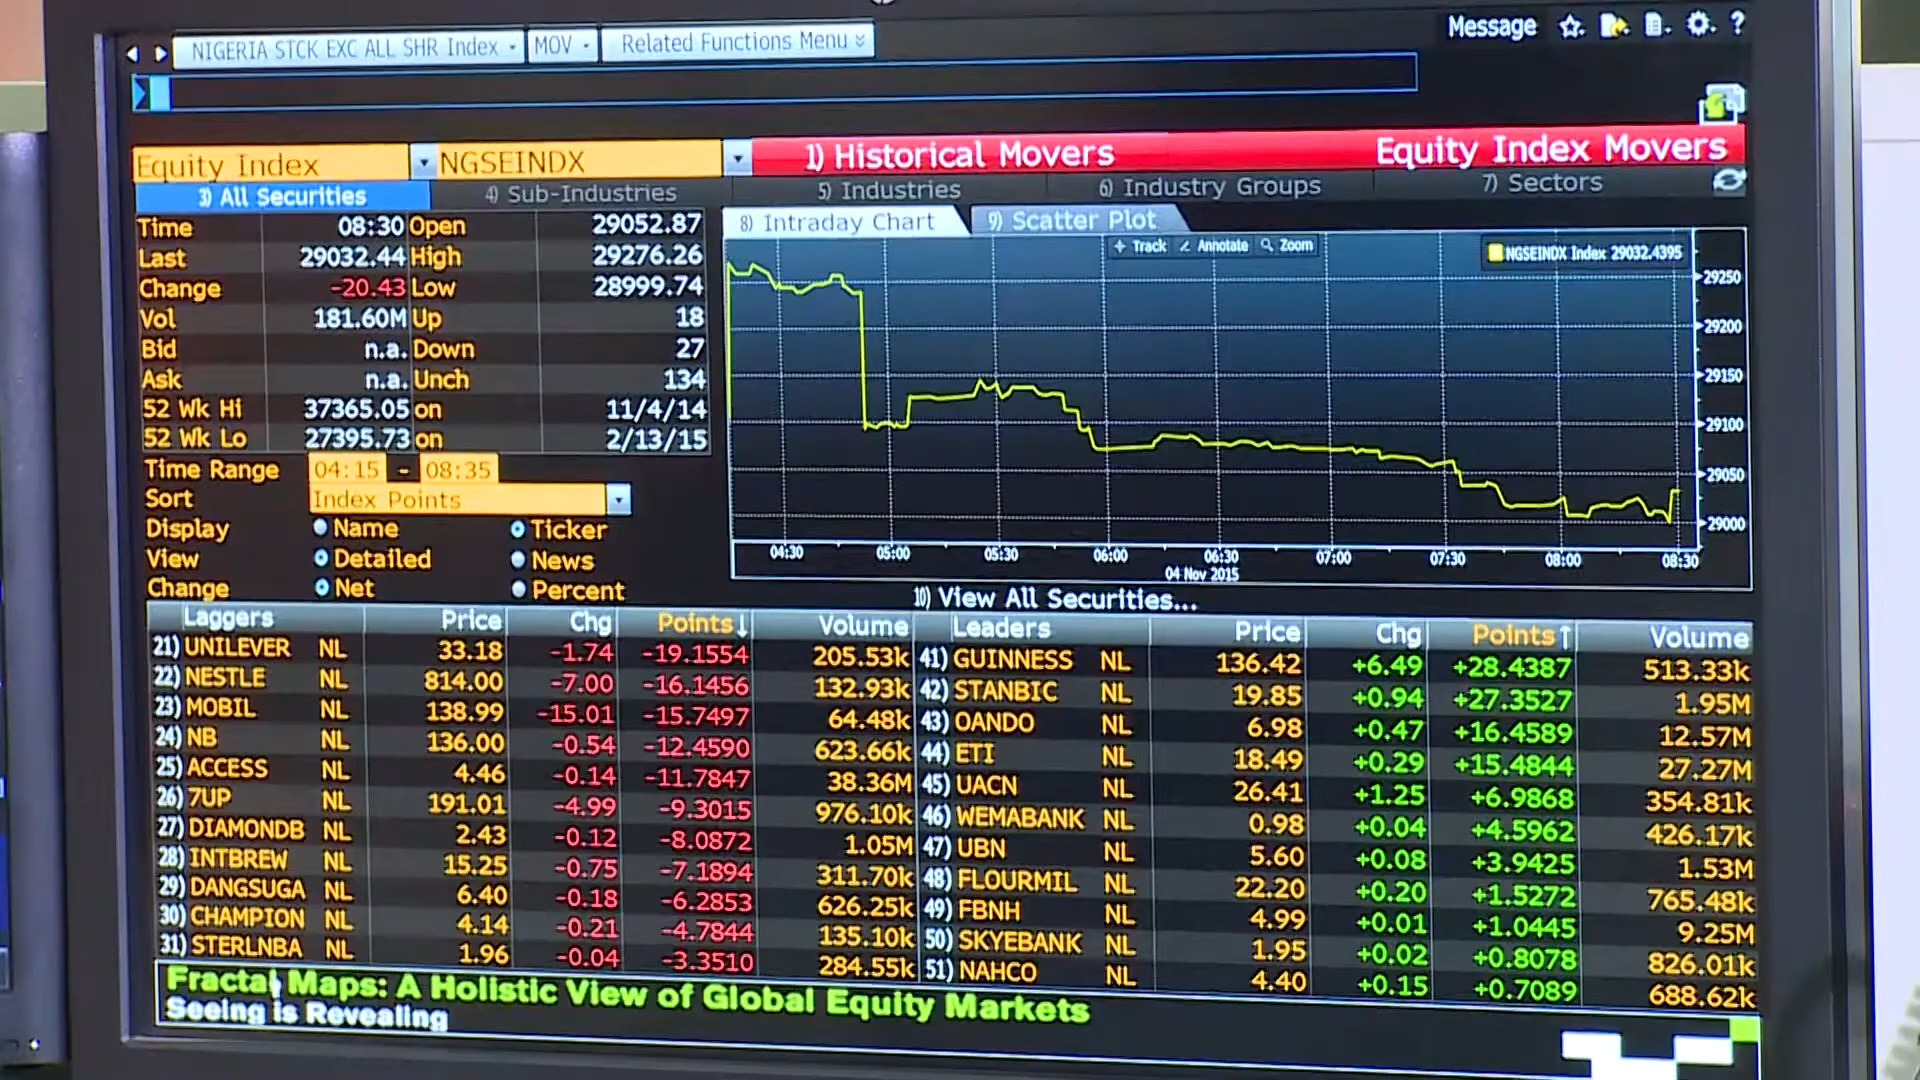 NIGERIA STCK EXC ALL SHR Index MOV Related Functions Menu Message ?
Equity Index NGSEINDX 1) Historical Movers Equity Index Movers
3) All Securities 4) Sub-Industries 5) Industries 6) Industry Groups 7) Sectors
Time 08:30 Open 29052.87
Last 29032.44 High 29276.26
Change -20.43 Low 28999.74
Vol 181.60M Up 18
Bid n.a. Down 27
Ask n.a. Unch 134
52 Wk Hi 37365.05 on 11/4/14
52 Wk Lo 27395.73 on 2/13/15
Time Range 04:15 - 08:35
Sort Index Points
Display Name Ticker
View Detailed News
Change Net Percent
8) Intraday Chart 9) Scatter Plot
Track Annotate Zoom
NGSEINDX Index 29032.4395
29250
29200
29150
29100
29050
29000
04:30 05:00 05:30 06:00 06:30 07:00 07:30 08:00 08:30
04 Nov 2015
10) View All Securities...
Laggers Price Chg Points↓ Volume
21) UNILEVER NL 33.18 -1.74 -19.1554 205.53k
22) NESTLE NL 814.00 -7.00 -16.1456 132.93k
23) MOBIL NL 138.99 -15.01 -15.7497 64.48k
24) NB NL 136.00 -0.54 -12.4590 623.66k
25) ACCESS NL 4.46 -0.14 -11.7847 38.36M
26) 7UP NL 191.01 -4.99 -9.3015 976.10k
27) DIAMONDB NL 2.43 -0.12 -8.0872 1.05M
28) INTBREW NL 15.25 -0.75 -7.1894 311.70k
29) DANGSUGA NL 6.40 -0.18 -6.2853 626.25k
30) CHAMPION NL 4.14 -0.21 -4.7844 135.10k
31) STERLNBA NL 1.96 -0.04 -3.3510 284.55k
Leaders Price Chg Points↑ Volume
41) GUINNESS NL 136.42 +6.49 +28.4387 513.33k
42) STANBIC NL 19.85 +0.94 +27.3527 1.95M
43) OANDO NL 6.98 +0.47 +16.4589 12.57M
44) ETI NL 18.49 +0.29 +15.4844 27.27M
45) UACN NL 26.41 +1.25 +6.9868 354.81k
46) WEMABANK NL 0.98 +0.04 +4.5962 426.17k
47) UBN NL 5.60 +0.08 +3.9425 1.53M
48) FLOURMIL NL 22.20 +0.20 +1.5272 765.48k
49) FBNH NL 4.99 +0.01 +1.0445 9.25M
50) SKYEBANK NL 1.95 +0.02 +0.8078 826.01k
51) NAHCO NL 4.40 +0.15 +0.7089 688.62k
Fractal Maps: A Holistic View of Global Equity Markets
Seeing is Revealing